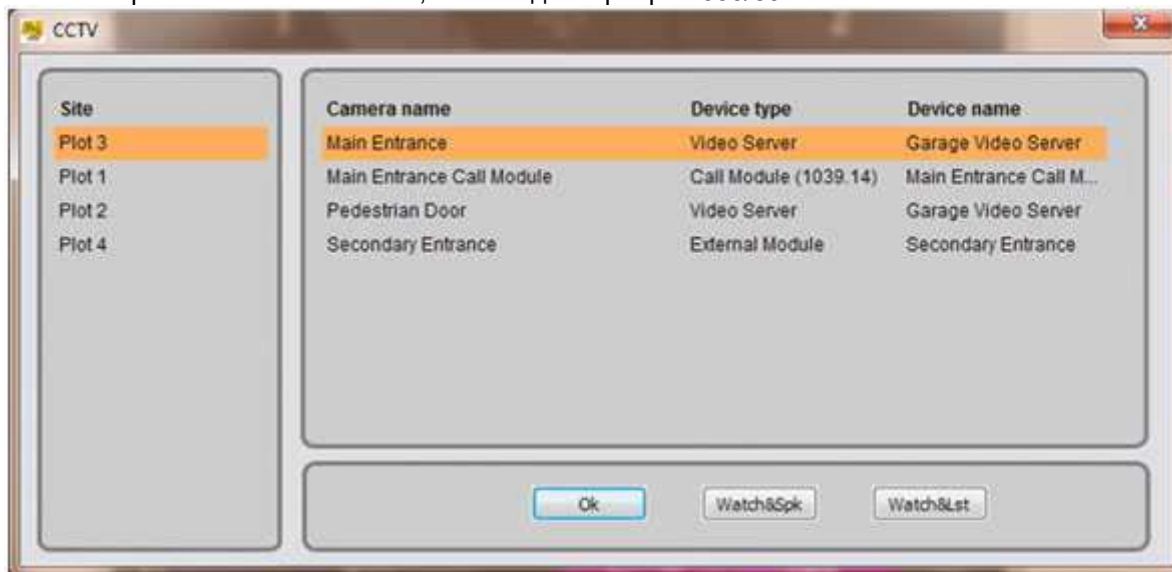 CCTV
Site
Plot 3
Plot 1
Plot 2
Plot 4
Camera name Device type Device name
Main Entrance Video Server Garage Video Server
Main Entrance Call Module Call Module (1039.14) Main Entrance Call M...
Pedestrian Door Video Server Garage Video Server
Secondary Entrance External Module Secondary Entrance
Ok Watch&Spk Watch&Lst